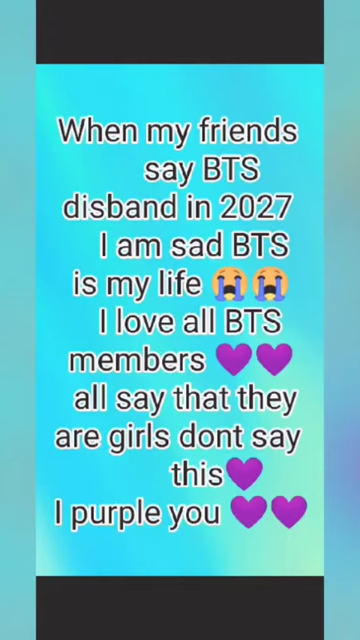 When my friends
say BTS
disband in 2027
I am sad BTS
is my life 😭😭
I love all BTS
members 💜💜
all say that they
are girls dont say
this💜
I purple you 💜💜